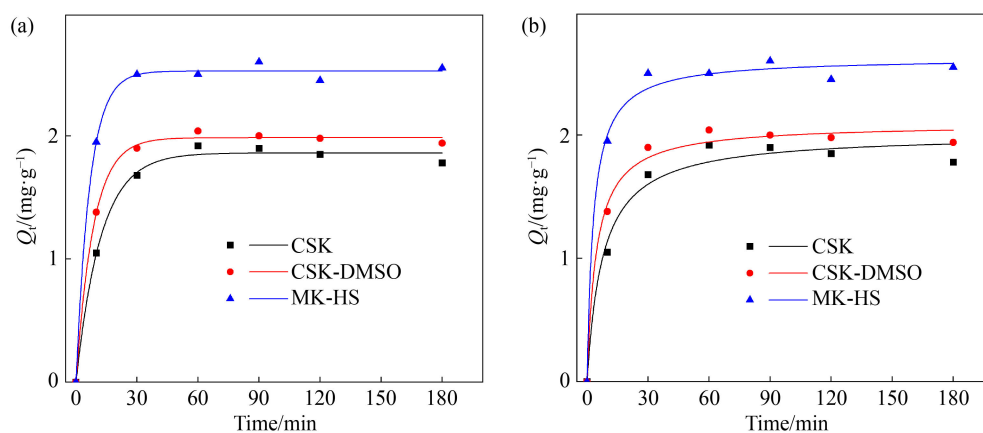 (a)
2
1
0
Q_t/(mg·g⁻¹)
CSK
CSK-DMSO
MK-HS
0 30 60 90 120 150 180
Time/min
(b)
2
1
0
Q_t/(mg·g⁻¹)
CSK
CSK-DMSO
MK-HS
0 30 60 90 120 150 180
Time/min